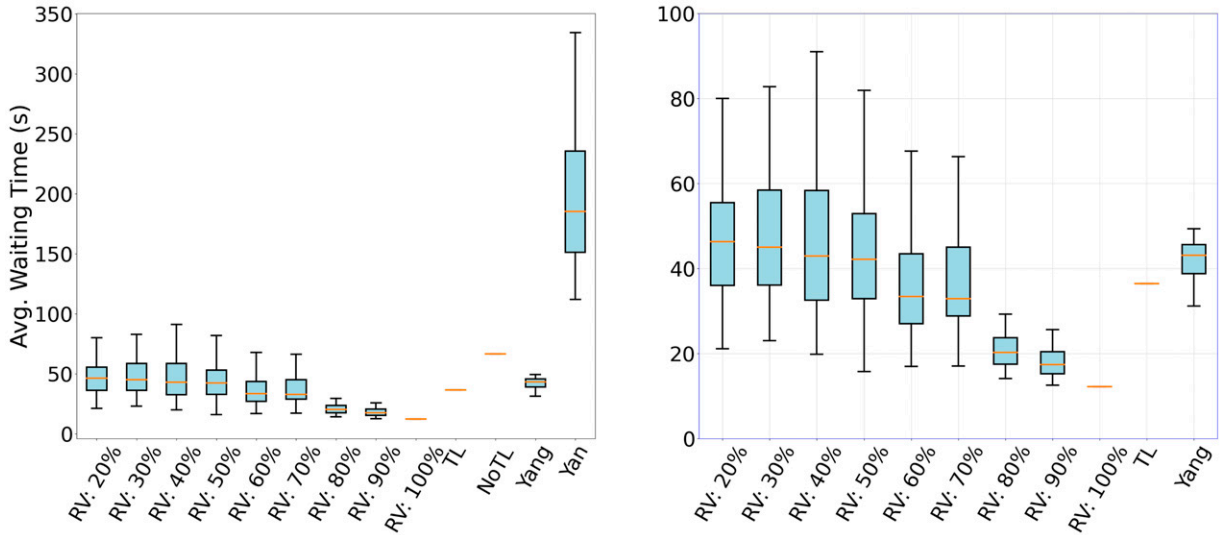 Avg. Waiting Time (s)
350
300
250
200
150
100
50
0
RV: 20%
RV: 30%
RV: 40%
RV: 50%
RV: 60%
RV: 70%
RV: 80%
RV: 90%
RV: 100%
TL
NoTL
Yang
Yan
100
80
60
40
20
0
RV: 20%
RV: 30%
RV: 40%
RV: 50%
RV: 60%
RV: 70%
RV: 80%
RV: 90%
RV: 100%
TL
Yang